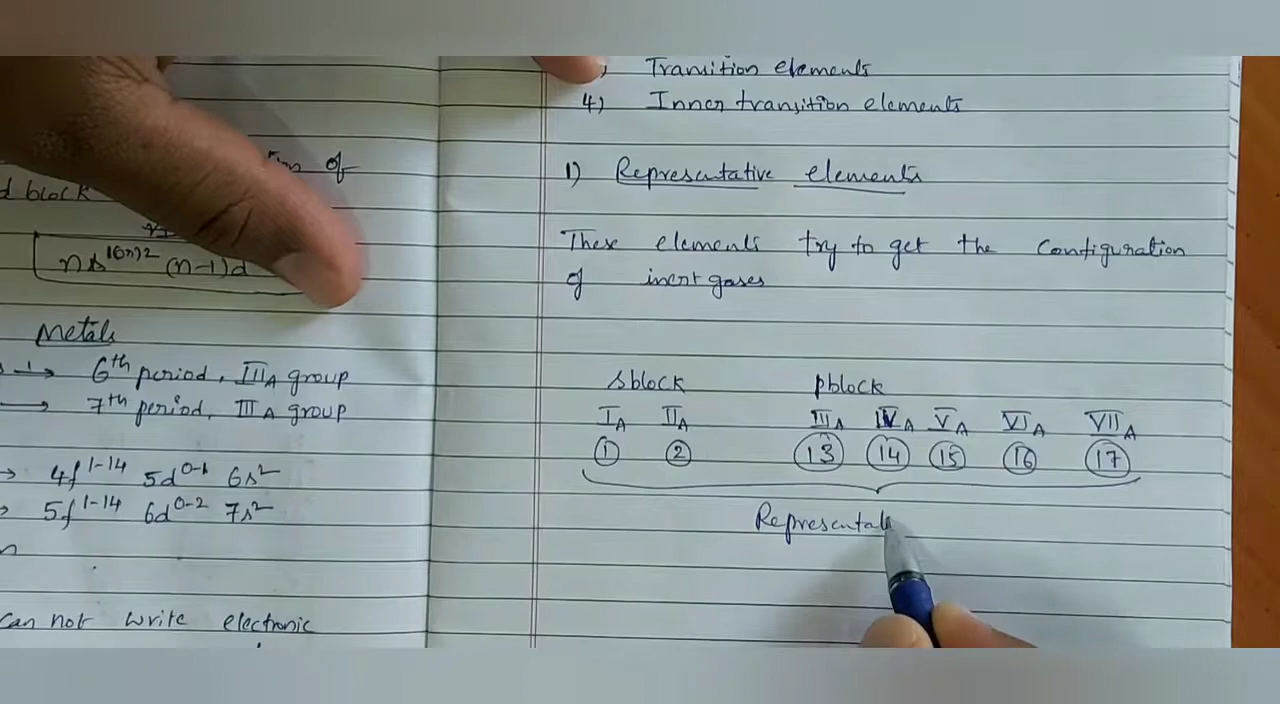 of
d block
ns (n-1)d
Metals
6th period, IIIA group
7th period, IIIA group
4f1-14 5d0-1 6s2
5f1-14 6d0-2 7s2
n
Can not write electronic
Transition elements
4) Inner transition elements
1) Representative elements
These elements try to get the configuration
of inert gases
s block p block
IA IIA IIIA IVA VA VIA VIIA
1 2 13 14 15 16 17
Representa